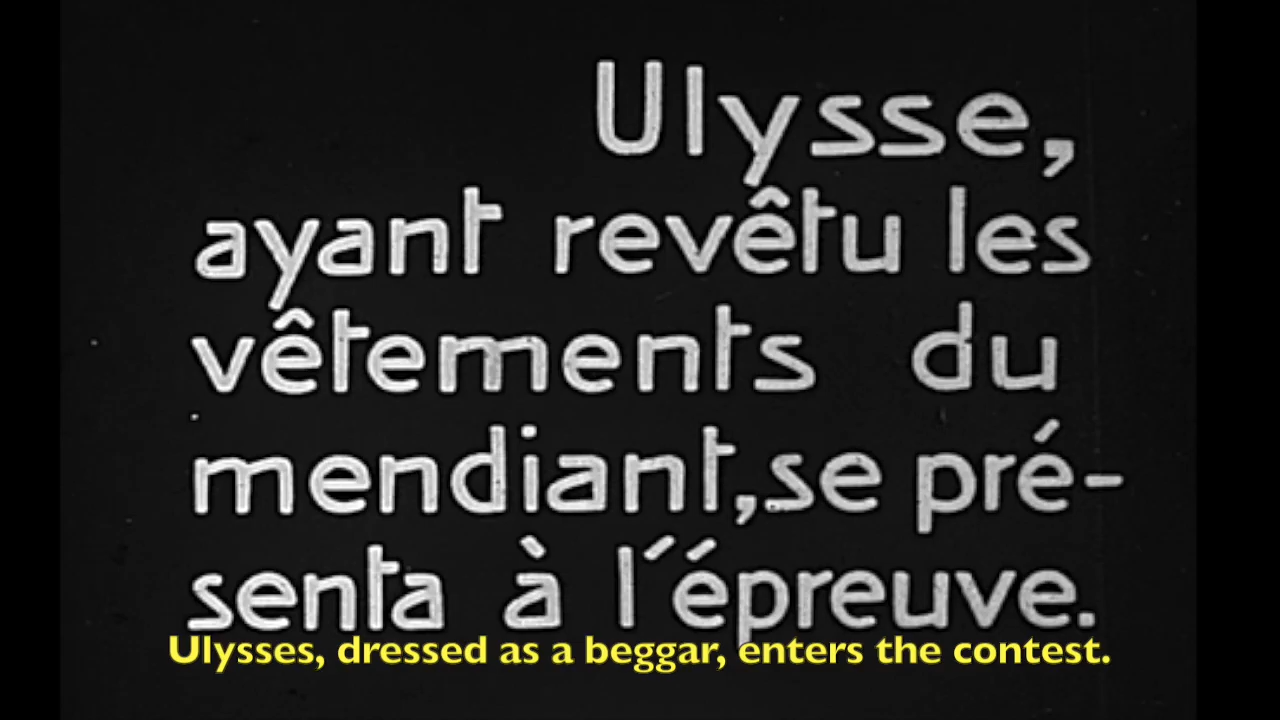 Ulysse,
ayant revêtu les
vêtements du
mendiant,se pré-
senta à l'épreuve.
Ulysses, dressed as a beggar, enters the contest.